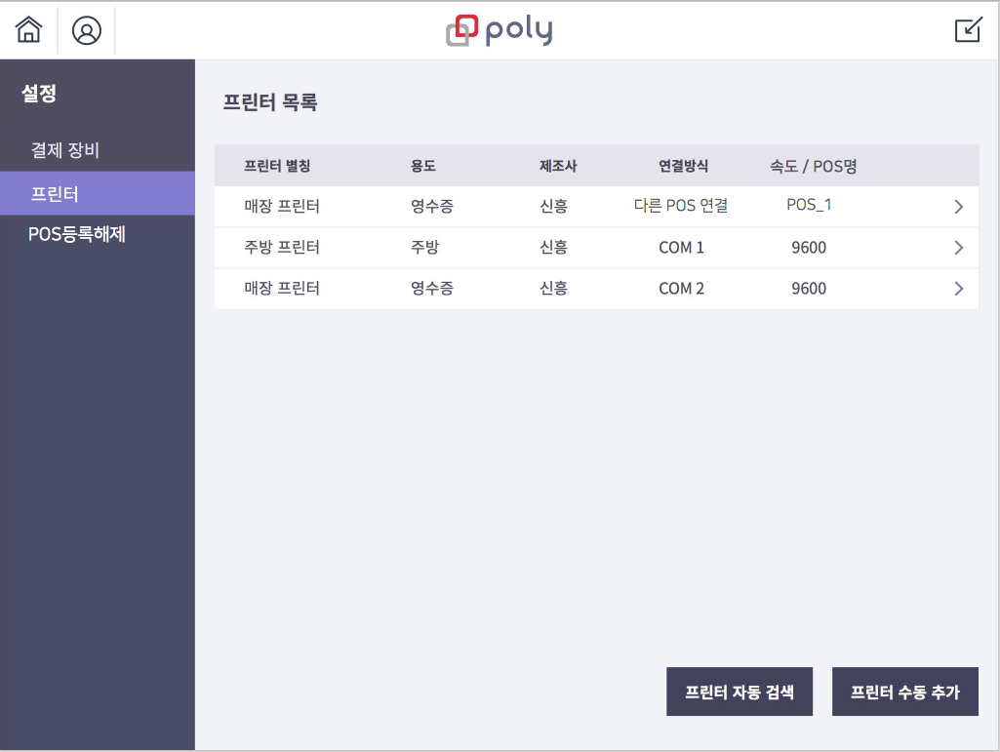 poly
설정
결제 장비
프린터
POS등록해제
프린터 목록
프린터 별칭 용도 제조사 연결방식 속도 / POS명
매장 프린터 영수증 신흥 다른 POS 연결 POS_1
주방 프린터 주방 신흥 COM 1 9600
매장 프린터 영수증 신흥 COM 2 9600
프린터 자동 검색 프린터 수동 추가